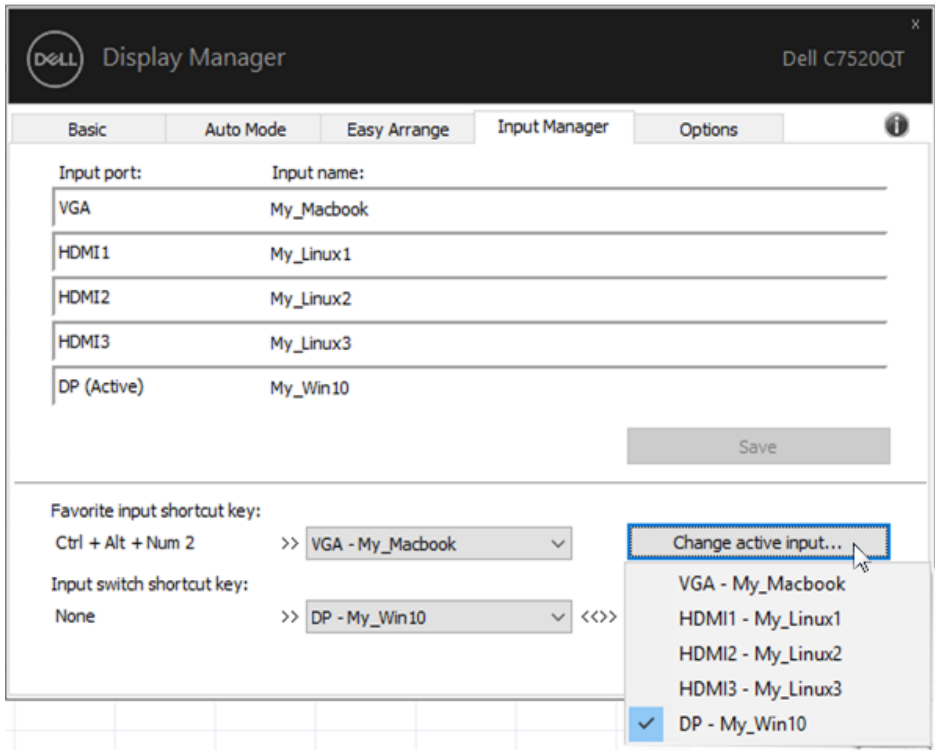 x
DELL Display Manager Dell C7520QT
Basic Auto Mode Easy Arrange Input Manager Options i
Input port: Input name:
VGA My_Macbook
HDMI1 My_Linux1
HDMI2 My_Linux2
HDMI3 My_Linux3
DP (Active) My_Win10
Save
Favorite input shortcut key:
Ctrl + Alt + Num 2 >> VGA - My_Macbook Change active input...
Input switch shortcut key:
None >> DP - My_Win10 <<>>
VGA - My_Macbook
HDMI1 - My_Linux1
HDMI2 - My_Linux2
HDMI3 - My_Linux3
DP - My_Win10